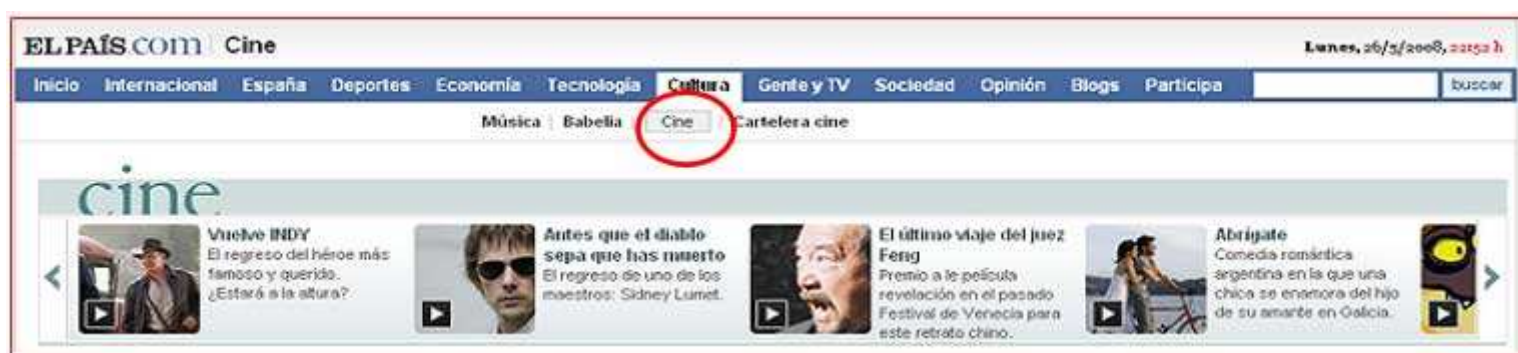 EL PAÍS.com Cine
Lunes, 26/5/2008, 22:52 h
Inicio Internacional España Deportes Economía Tecnología Cultura Gente y TV Sociedad Opinión Blogs Participa buscar
Música Babelia Cine Cartelera cine
cine
Vuelve INDY
El regreso del héroe más
famoso y querido.
¿Estará a la altura?
Antes que el diablo
sepa que has muerto
El regreso de uno de los
maestros: Sidney Lumet.
El último viaje del juez
Feng
Premio a le película
revelación en el pasado
Festival de Venecia para
este retrato chino.
Abrígate
Comedia romántica
argentina en la que una
chica se enamora del hijo
de su amante en Galicia.